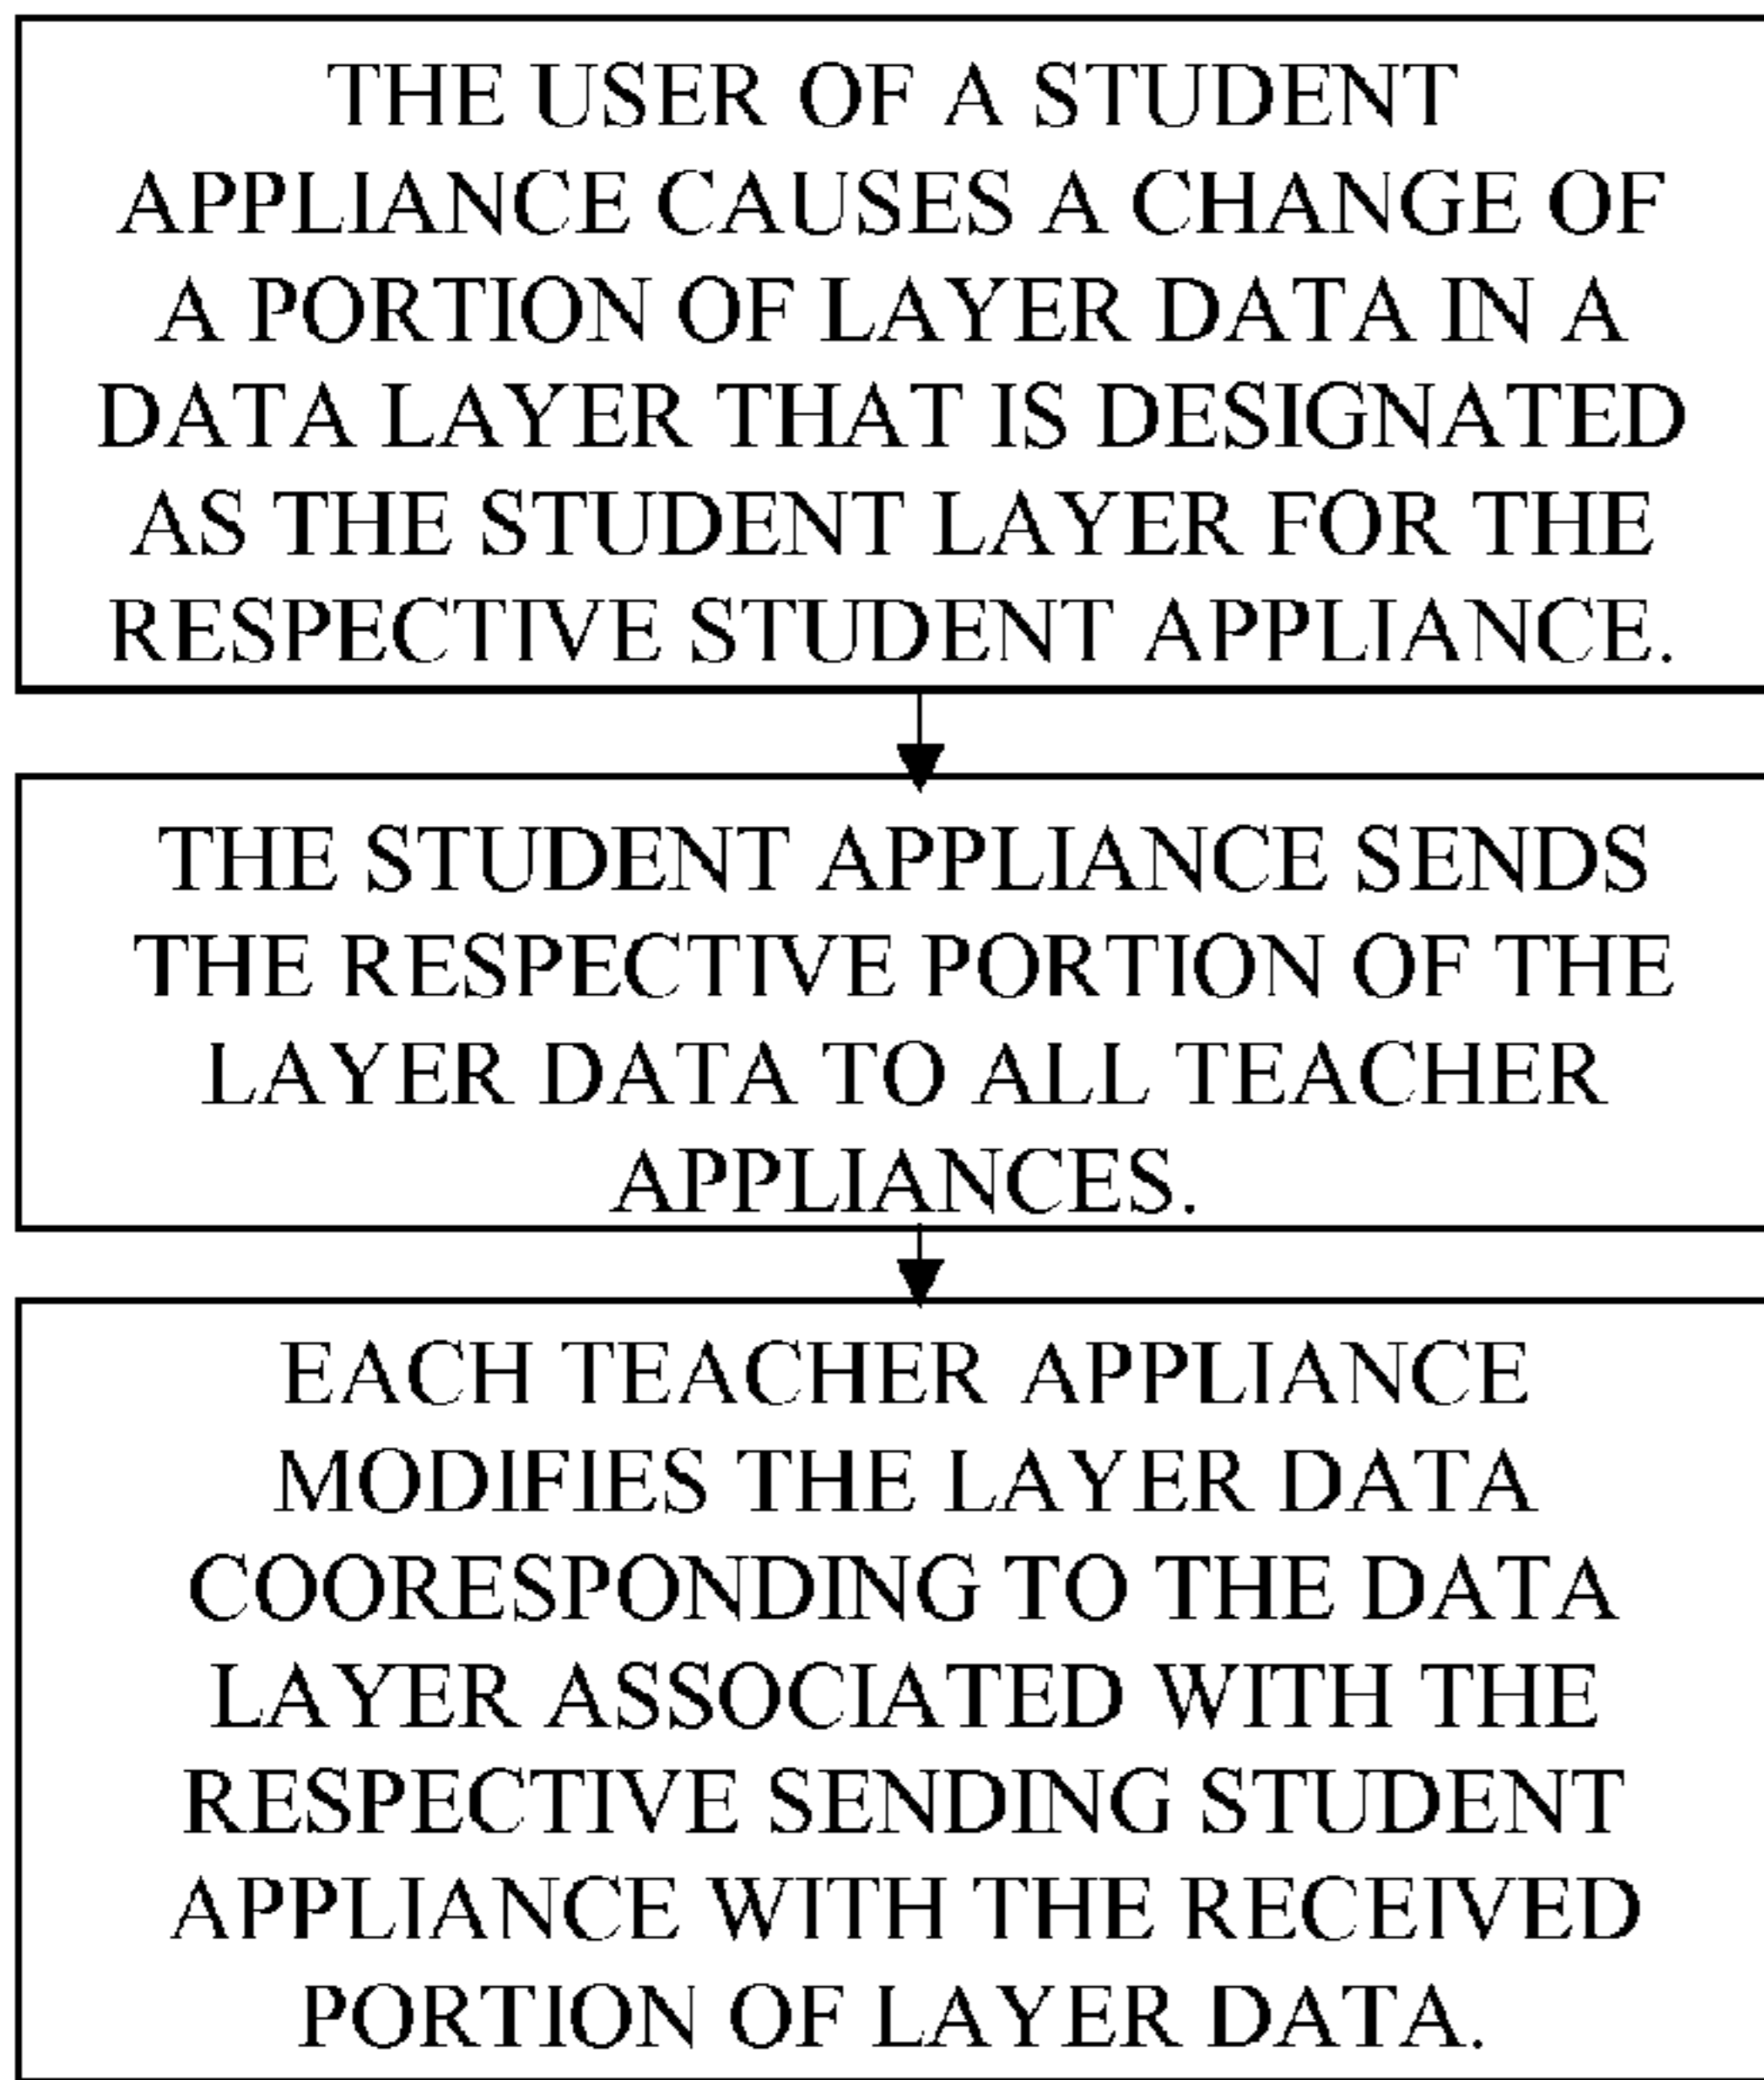 THE USER OF A STUDENT
APPLIANCE CAUSES A CHANGE OF
A PORTION OF LAYER DATA IN A
DATA LAYER THAT IS DESIGNATED
AS THE STUDENT LAYER FOR THE
RESPECTIVE STUDENT APPLIANCE.
THE STUDENT APPLIANCE SENDS
THE RESPECTIVE PORTION OF THE
LAYER DATA TO ALL TEACHER
APPLIANCES.
EACH TEACHER APPLIANCE
MODIFIES THE LAYER DATA
COORESPONDING TO THE DATA
LAYER ASSOCIATED WITH THE
RESPECTIVE SENDING STUDENT
APPLIANCE WITH THE RECEIVED
PORTION OF LAYER DATA.